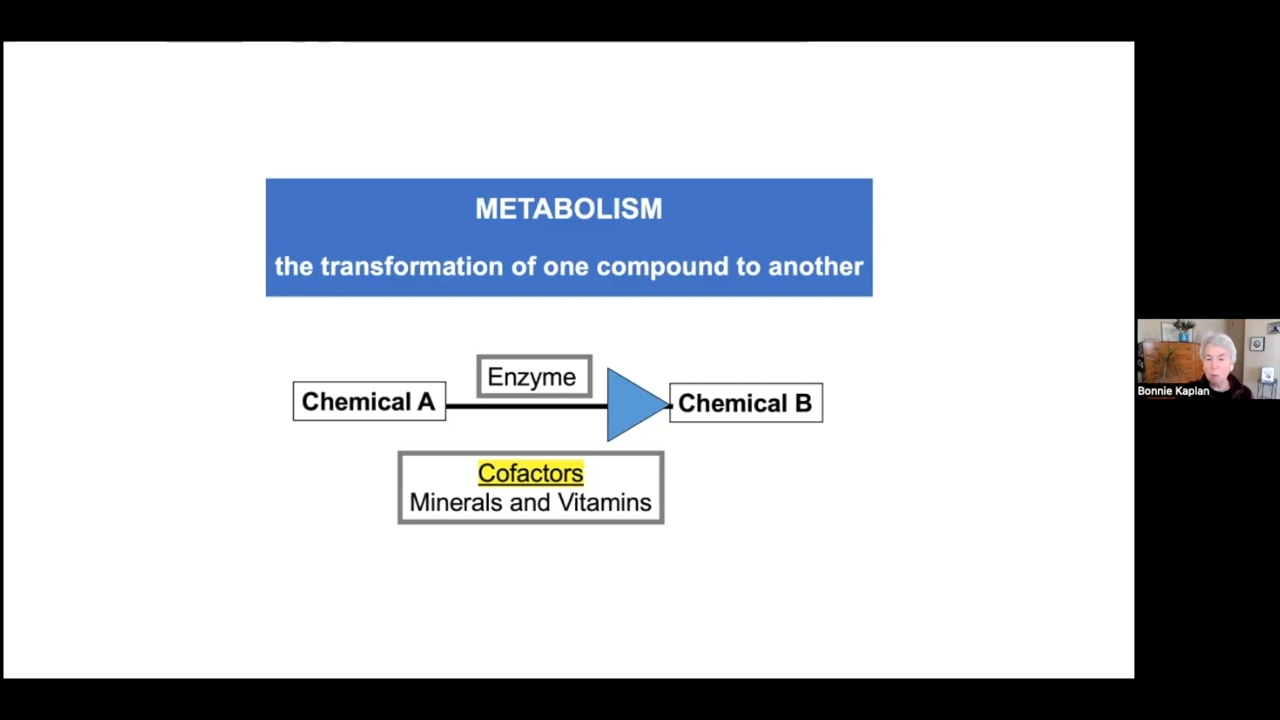 METABOLISM
the transformation of one compound to another
Enzyme
Chemical A
Chemical B
Cofactors
Minerals and Vitamins
Bonnie Kaplan